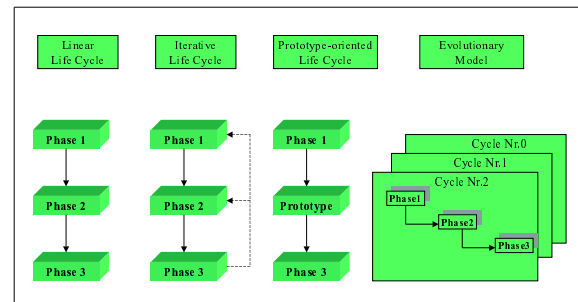 Linear
Life Cycle
Iterative
Life Cycle
Prototype-oriented
Life Cycle
Evolutionary
Model
Phase 1
Phase 2
Phase 3
Phase 1
Phase 2
Phase 3
Phase 1
Prototype
Phase 3
Cycle Nr.0
Cycle Nr.1
Cycle Nr.2
Phase1
Phase2
Phase3